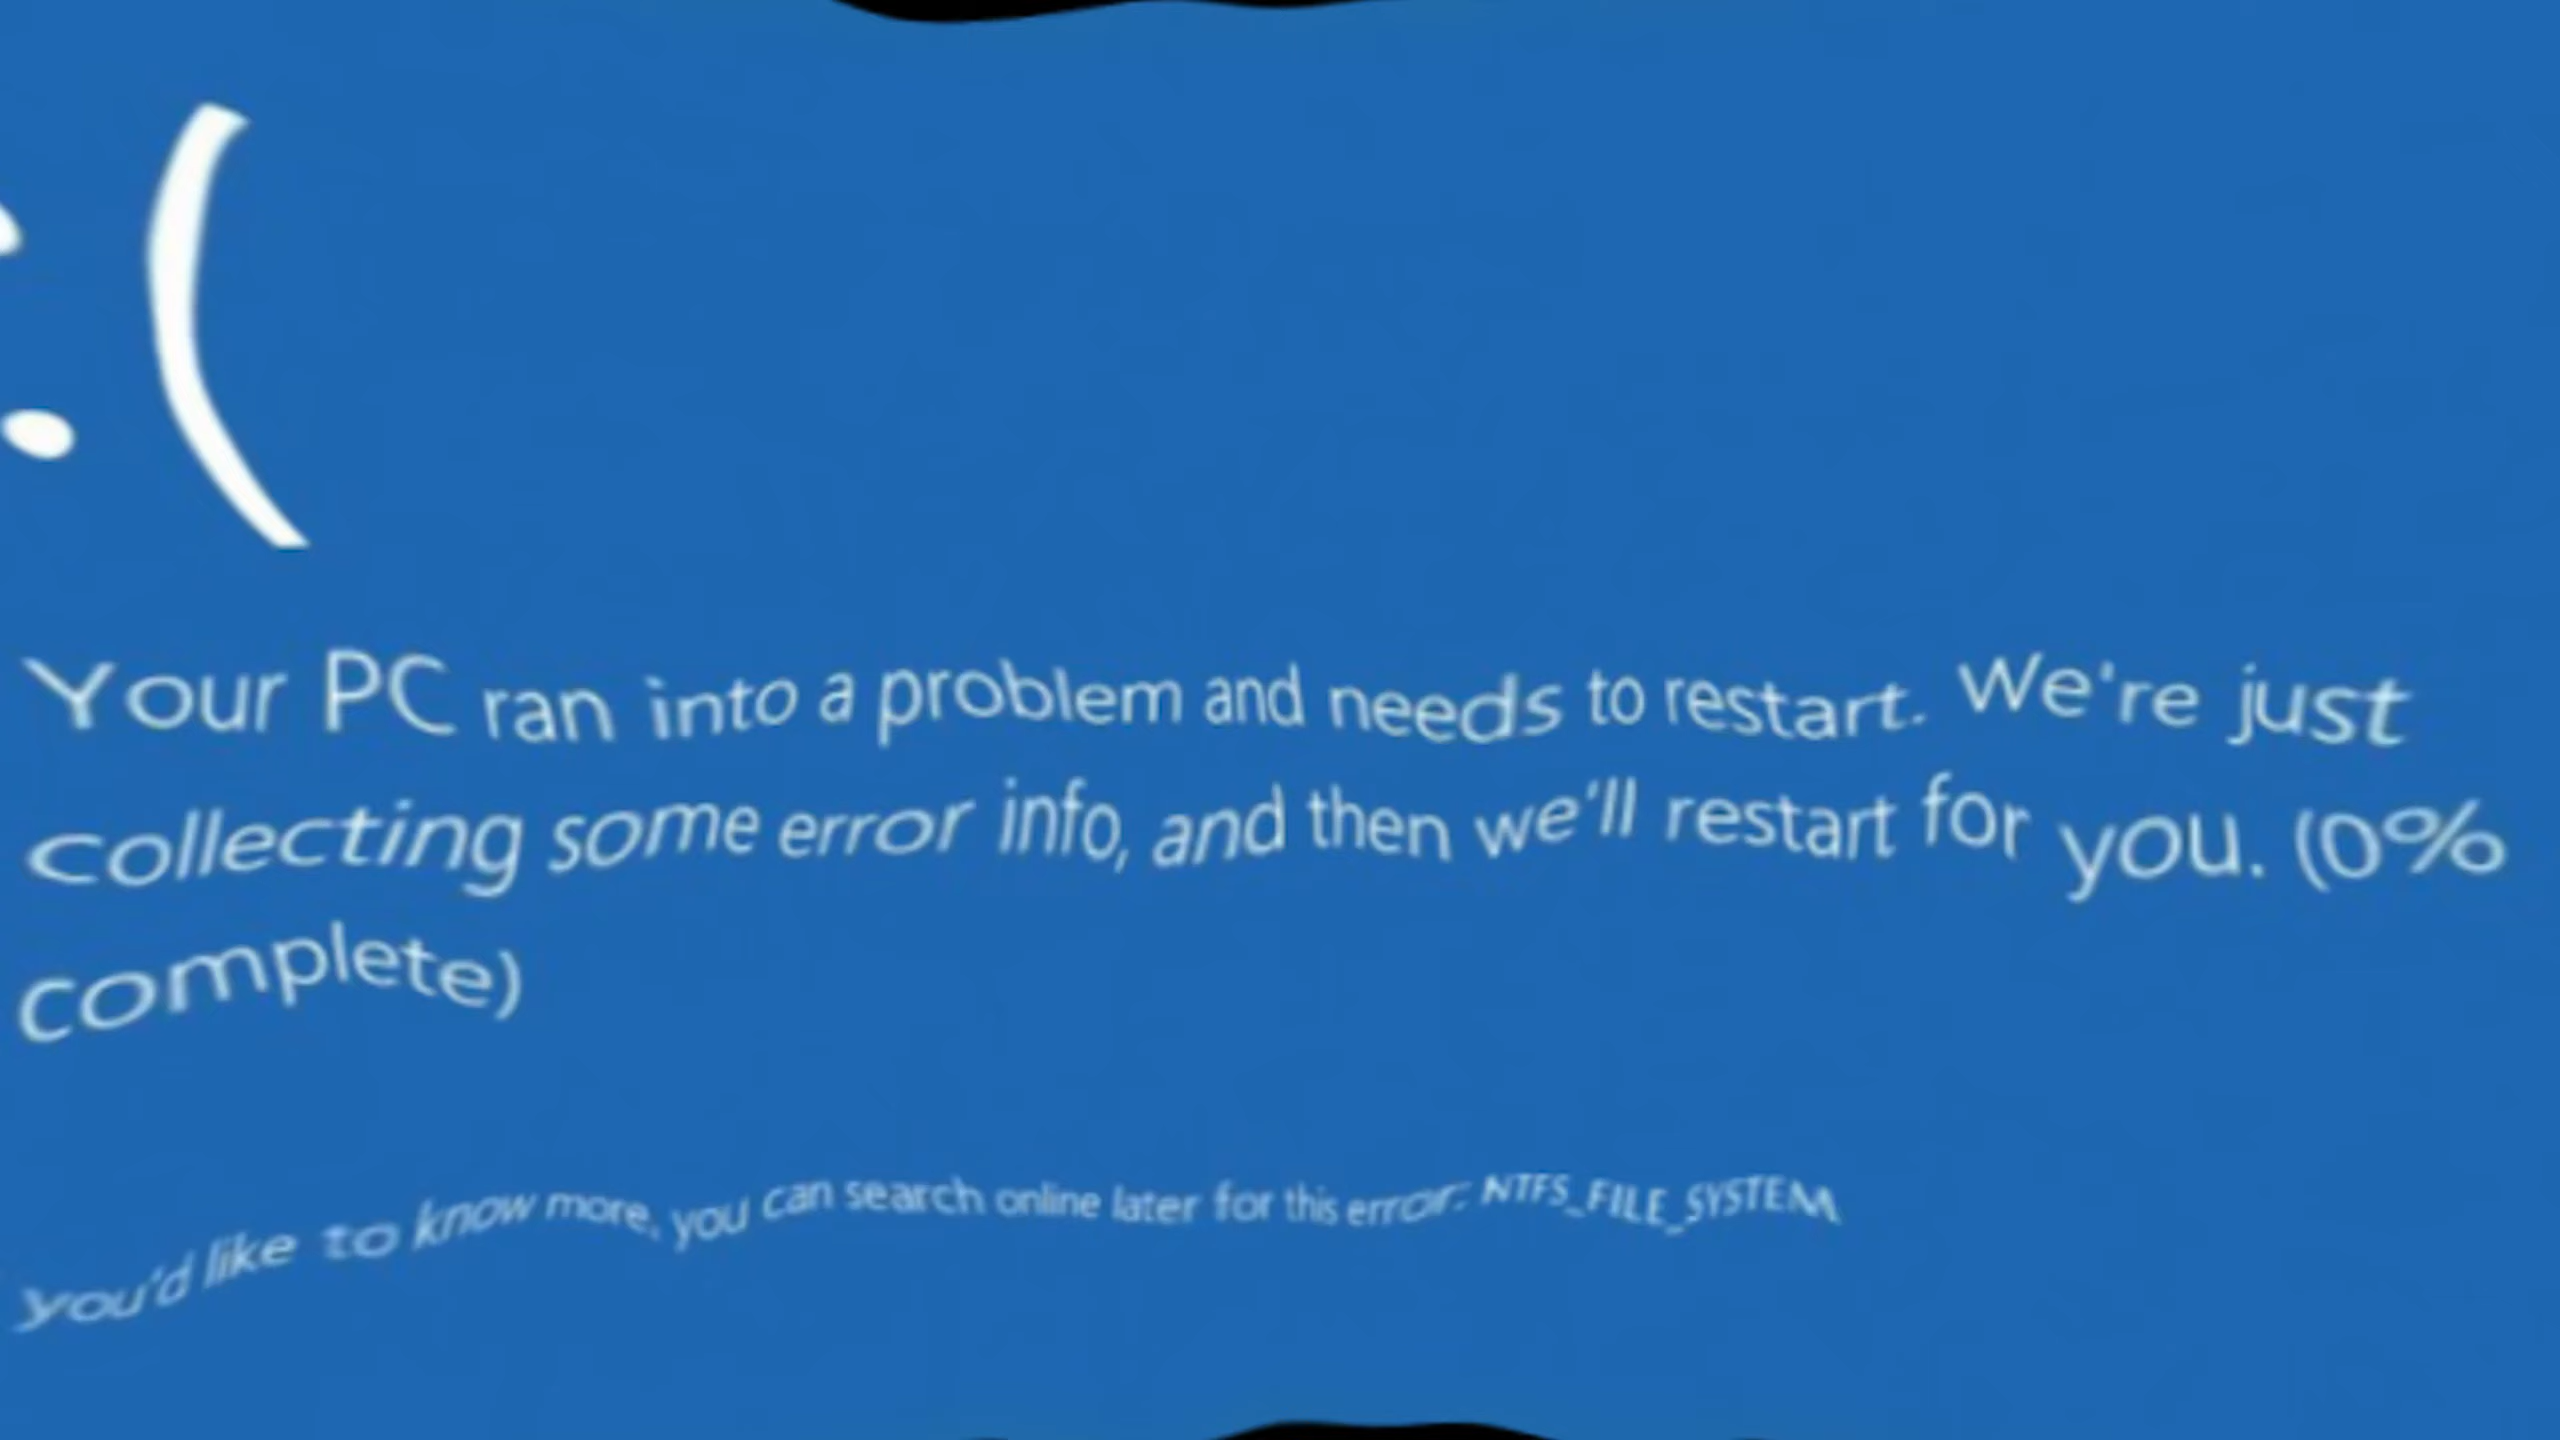 :(
Your PC ran into a problem and needs to restart. We're just
collecting some error info, and then we'll restart for you. (0%
complete)
you'd like to know more, you can search online later for this error: NTFS_FILE_SYSTEM